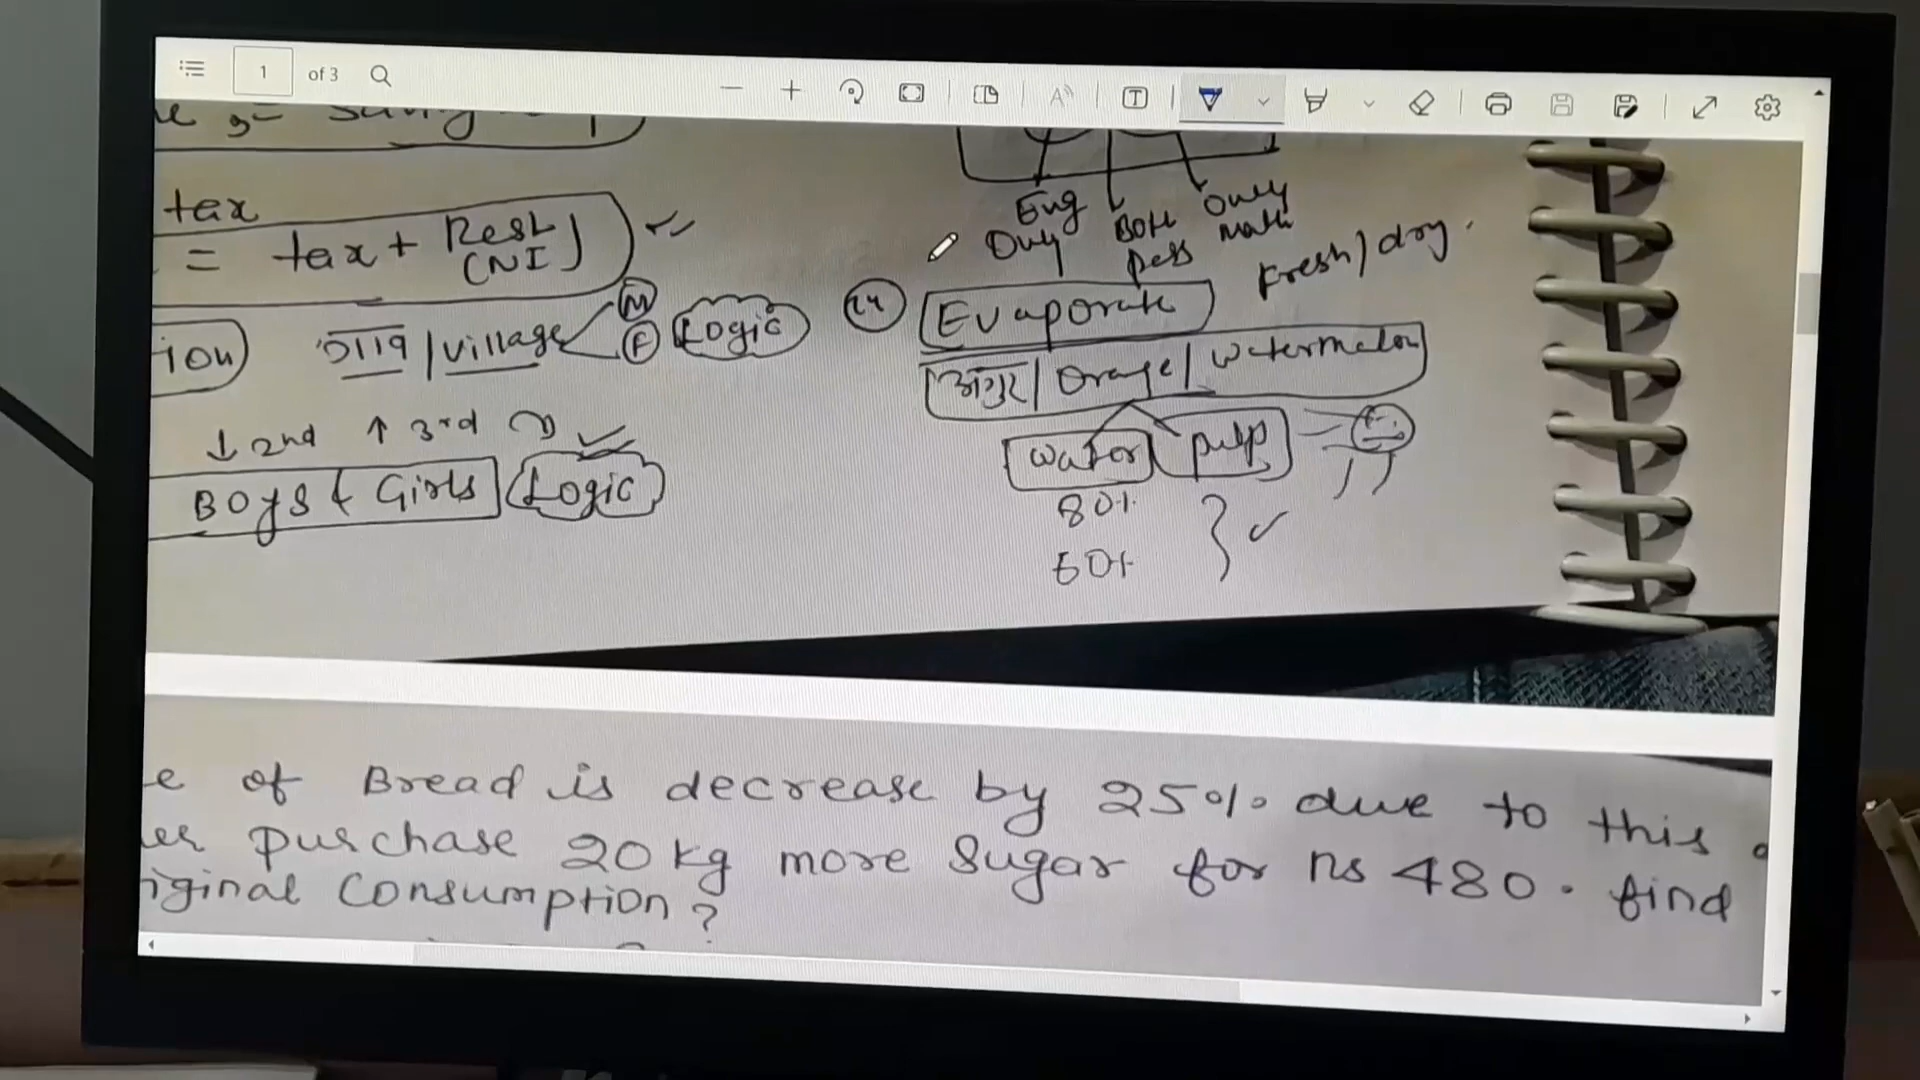 1 of 3
tax
= tax + Rest
(NI)
ion गाव / village M
F Logic
↓ 2nd ↑ 3rd
Boys & Girls Logic
Eng Only
Only Both Math
pass Fresh / dry.
24 Evaporate
अंगूर / Orange / Watermelon
water pulp
80%
60%
e of Bread is decrease by 25% due to this
er purchase 20 kg more Sugar for Rs 480. find
iginal Consumption?